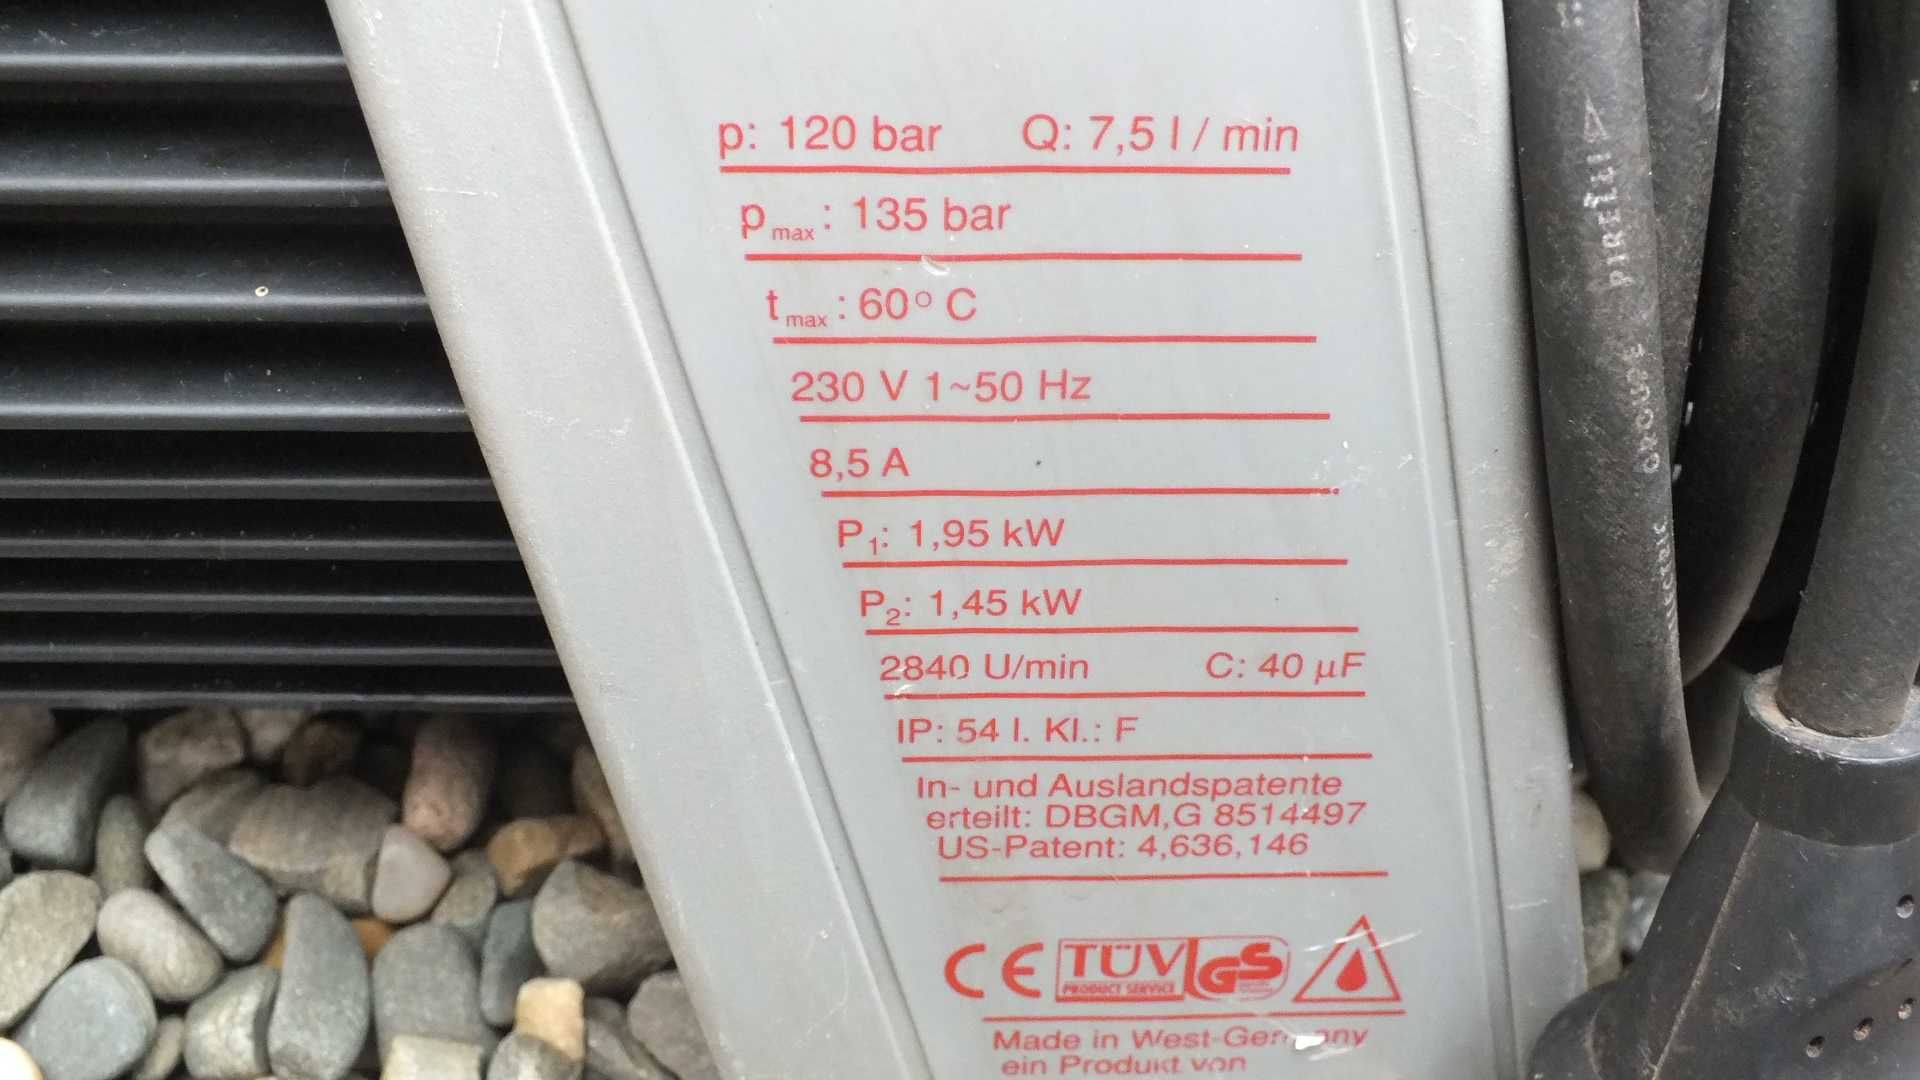 p: 120 bar Q: 7,5 l / min
pmax: 135 bar
tmax: 60° C
230 V 1~50 Hz
8,5 A
P1: 1,95 kW
P2: 1,45 kW
2840 U/min C: 40 µF
IP: 54 I. Kl.: F
In- und Auslandspatente
erteilt: DBGM,G 8514497
US-Patent: 4,636,146
CE TÜV GS
PRODUCT SERVICE
Made in West-Germany
ein Produkt von
PIRELLI